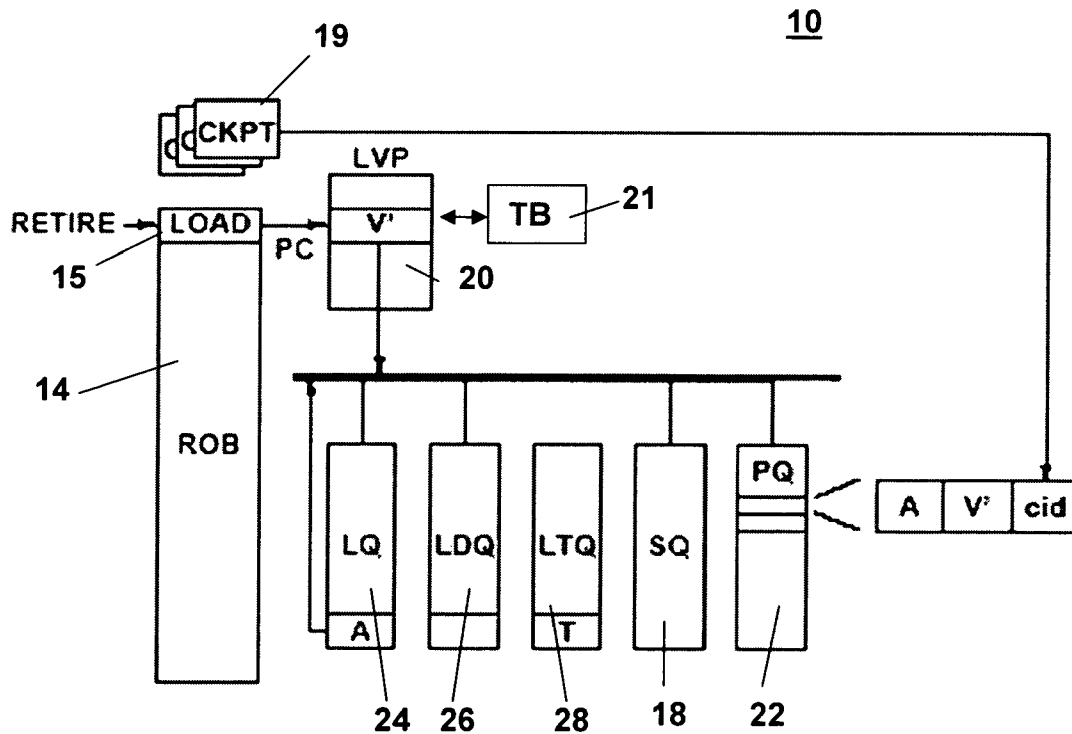 10
19
CKPT
LVP
RETIRE
LOAD
PC
V'
TB
21
15
20
14
ROB
PQ
A V' cid
LQ
LDQ
LTQ
SQ
A
T
24
26
28
18
22